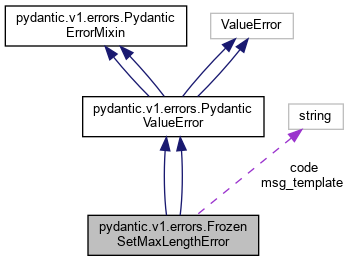 pydantic.v1.errors.Pydantic
ErrorMixin
ValueError
pydantic.v1.errors.Pydantic
ValueError
string
code
msg_template
pydantic.v1.errors.Frozen
SetMaxLengthError